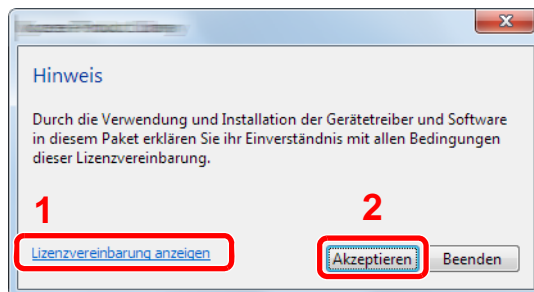 Hinweis
Durch die Verwendung und Installation der Gerätetreiber und Software
in diesem Paket erklären Sie ihr Einverständnis mit allen Bedingungen
dieser Lizenzvereinbarung.
1
2
Lizenzvereinbarung anzeigen
Akzeptieren
Beenden